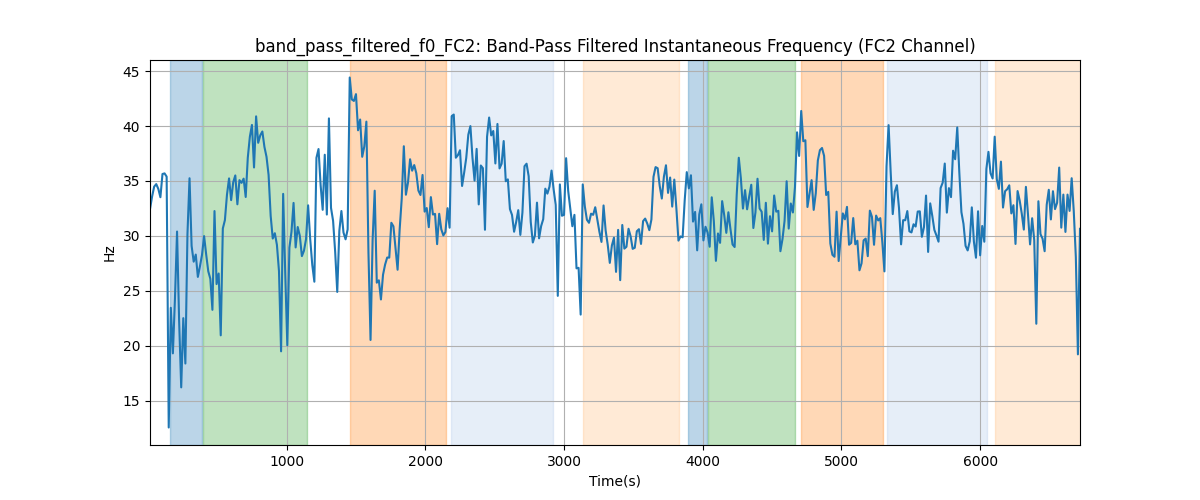 band_pass_filtered_f0_FC2: Band-Pass Filtered Instantaneous Frequency (FC2 Channel)
45
40
35
30
25
20
15
Hz
1000 2000 3000 4000 5000 6000
Time(s)